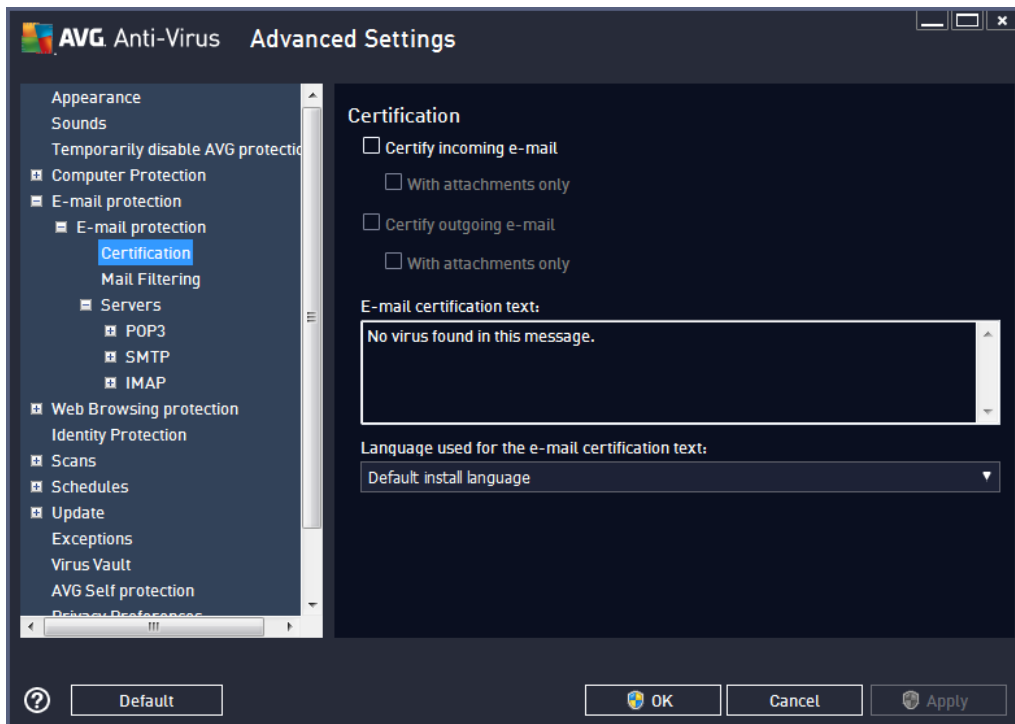 AVG Anti-Virus Advanced Settings
Appearance
Sounds
Temporarily disable AVG protectio
Computer Protection
E-mail protection
E-mail protection
Certification
Mail Filtering
Servers
POP3
SMTP
IMAP
Web Browsing protection
Identity Protection
Scans
Schedules
Update
Exceptions
Virus Vault
AVG Self protection
Privacy Preferences
Certification
Certify incoming e-mail
With attachments only
Certify outgoing e-mail
With attachments only
E-mail certification text:
No virus found in this message.
Language used for the e-mail certification text:
Default install language
Default
OK
Cancel
Apply